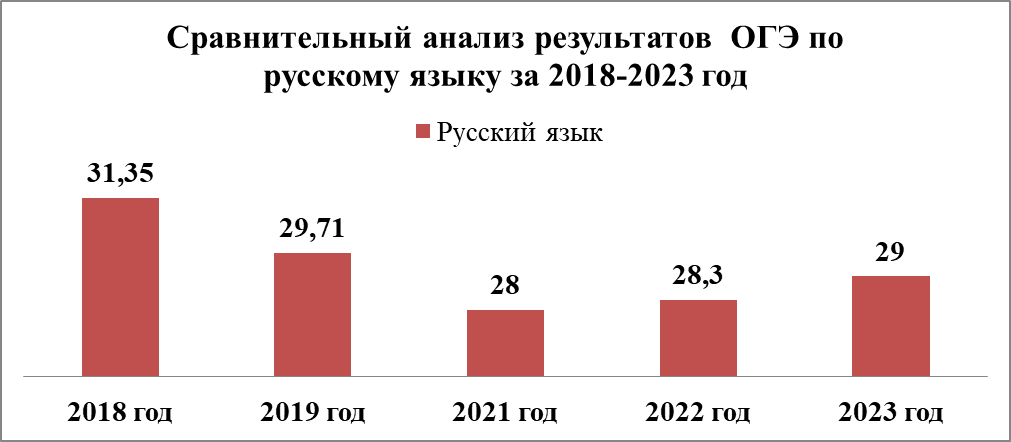 Сравнительный анализ результатов  ОГЭ по
русскому языку за 2018-2023 год
Русский язык
31,35
29,71
28
28,3
29
2018 год
2019 год
2021 год
2022 год
2023 год